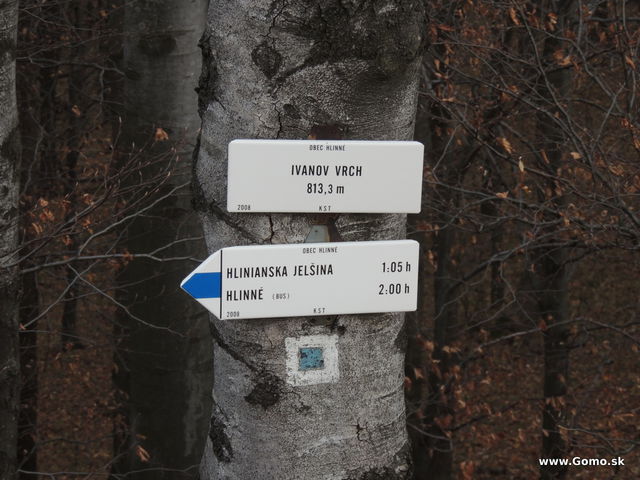 OBEC HLINNÉ
IVANOV VRCH
813,3 m
2008 KST
OBEC HLINNÉ
HLINIANSKA JELŠINA 1:05 h
HLINNÉ (BUS) 2:00 h
2008 KST
www.Gomo.sk